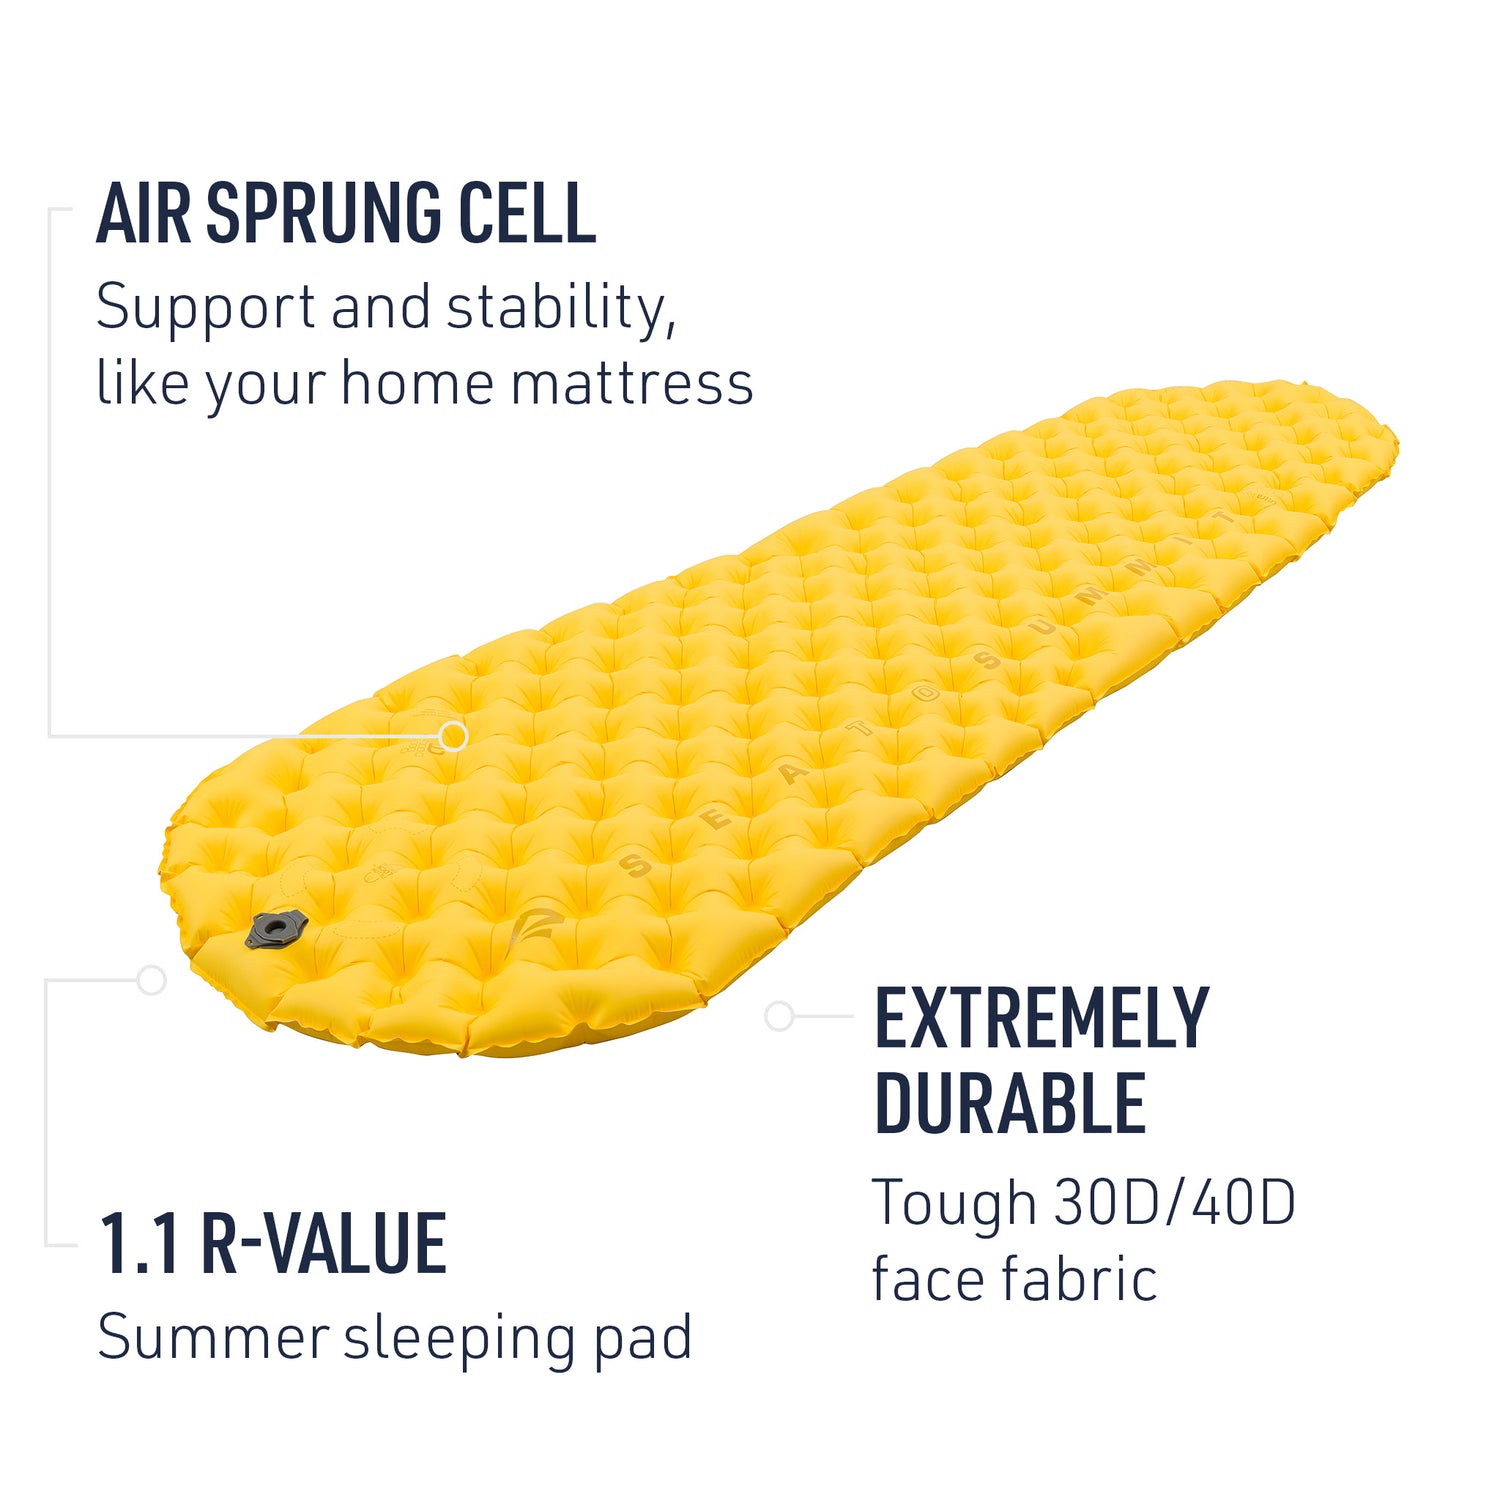 AIR SPRUNG CELL
Support and stability,
like your home mattress
SEA TO SUMMIT
EXTREMELY
DURABLE
Tough 30D/40D
face fabric
1.1 R-VALUE
Summer sleeping pad